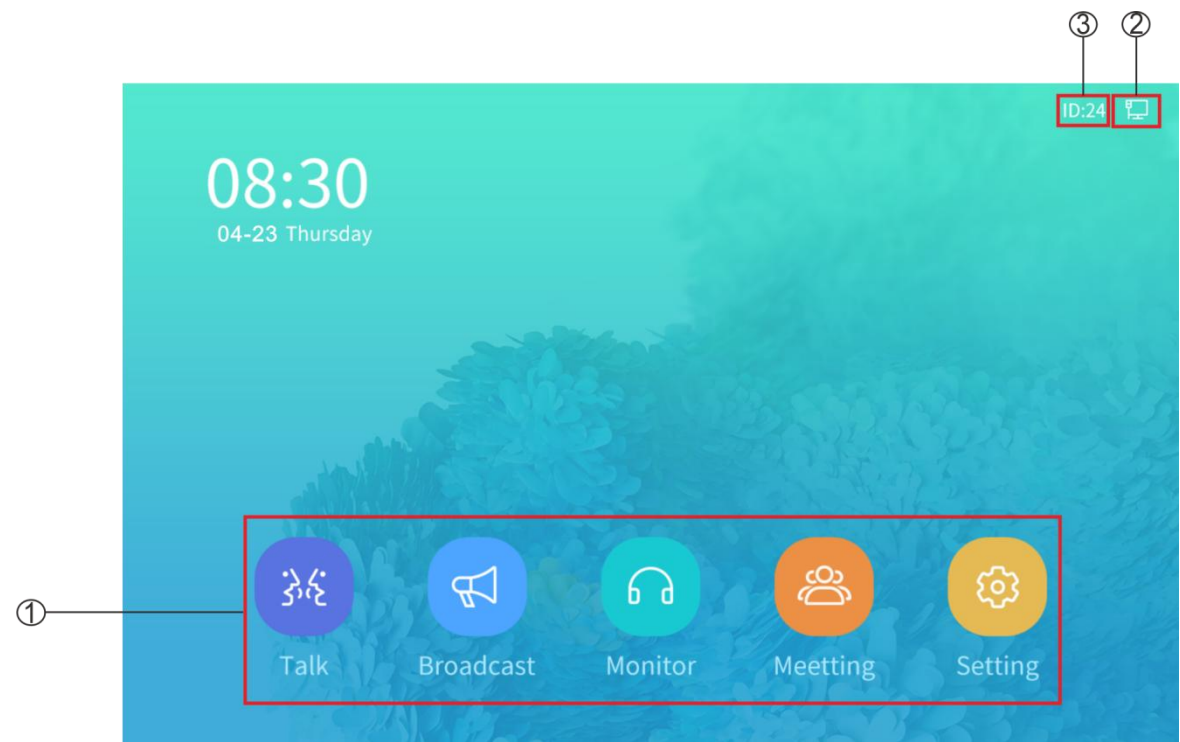 ③ ②
ID:24
08:30
04-23 Thursday
①
Talk Broadcast Monitor Meetting Setting